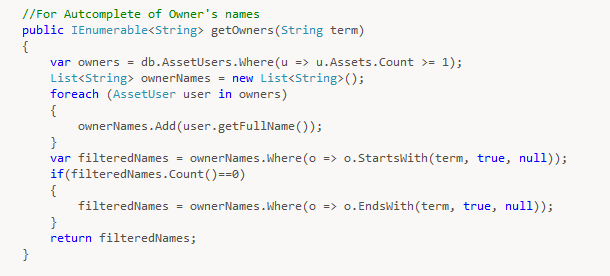 //For Autcomplete of Owner's names
public IEnumerable<String> getOwners(String term)
{
    var owners = db.AssetUsers.Where(u => u.Assets.Count >= 1);
    List<String> ownerNames = new List<String>();
    foreach (AssetUser user in owners)
    {
        ownerNames.Add(user.getFullName());
    }
    var filteredNames = ownerNames.Where(o => o.StartsWith(term, true, null));
    if(filteredNames.Count()==0)
    {
        filteredNames = ownerNames.Where(o => o.EndsWith(term, true, null));
    }
    return filteredNames;
}